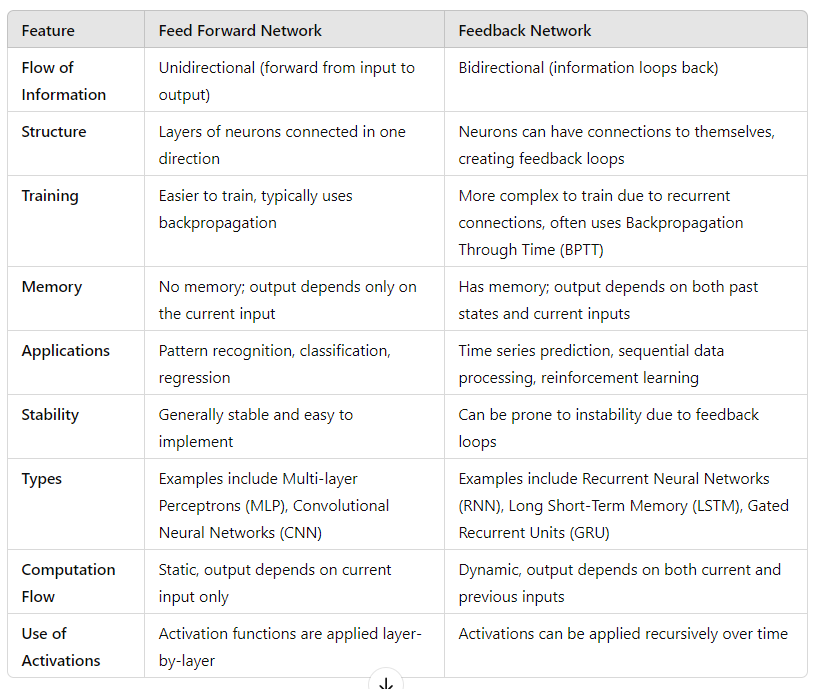 Feature Feed Forward Network Feedback Network
Flow of Information Unidirectional (forward from input to output) Bidirectional (information loops back)
Structure Layers of neurons connected in one direction Neurons can have connections to themselves, creating feedback loops
Training Easier to train, typically uses backpropagation More complex to train due to recurrent connections, often uses Backpropagation Through Time (BPTT)
Memory No memory; output depends only on the current input Has memory; output depends on both past states and current inputs
Applications Pattern recognition, classification, regression Time series prediction, sequential data processing, reinforcement learning
Stability Generally stable and easy to implement Can be prone to instability due to feedback loops
Types Examples include Multi-layer Perceptrons (MLP), Convolutional Neural Networks (CNN) Examples include Recurrent Neural Networks (RNN), Long Short-Term Memory (LSTM), Gated Recurrent Units (GRU)
Computation Flow Static, output depends on current input only Dynamic, output depends on both current and previous inputs
Use of Activations Activation functions are applied layer-by-layer Activations can be applied recursively over time